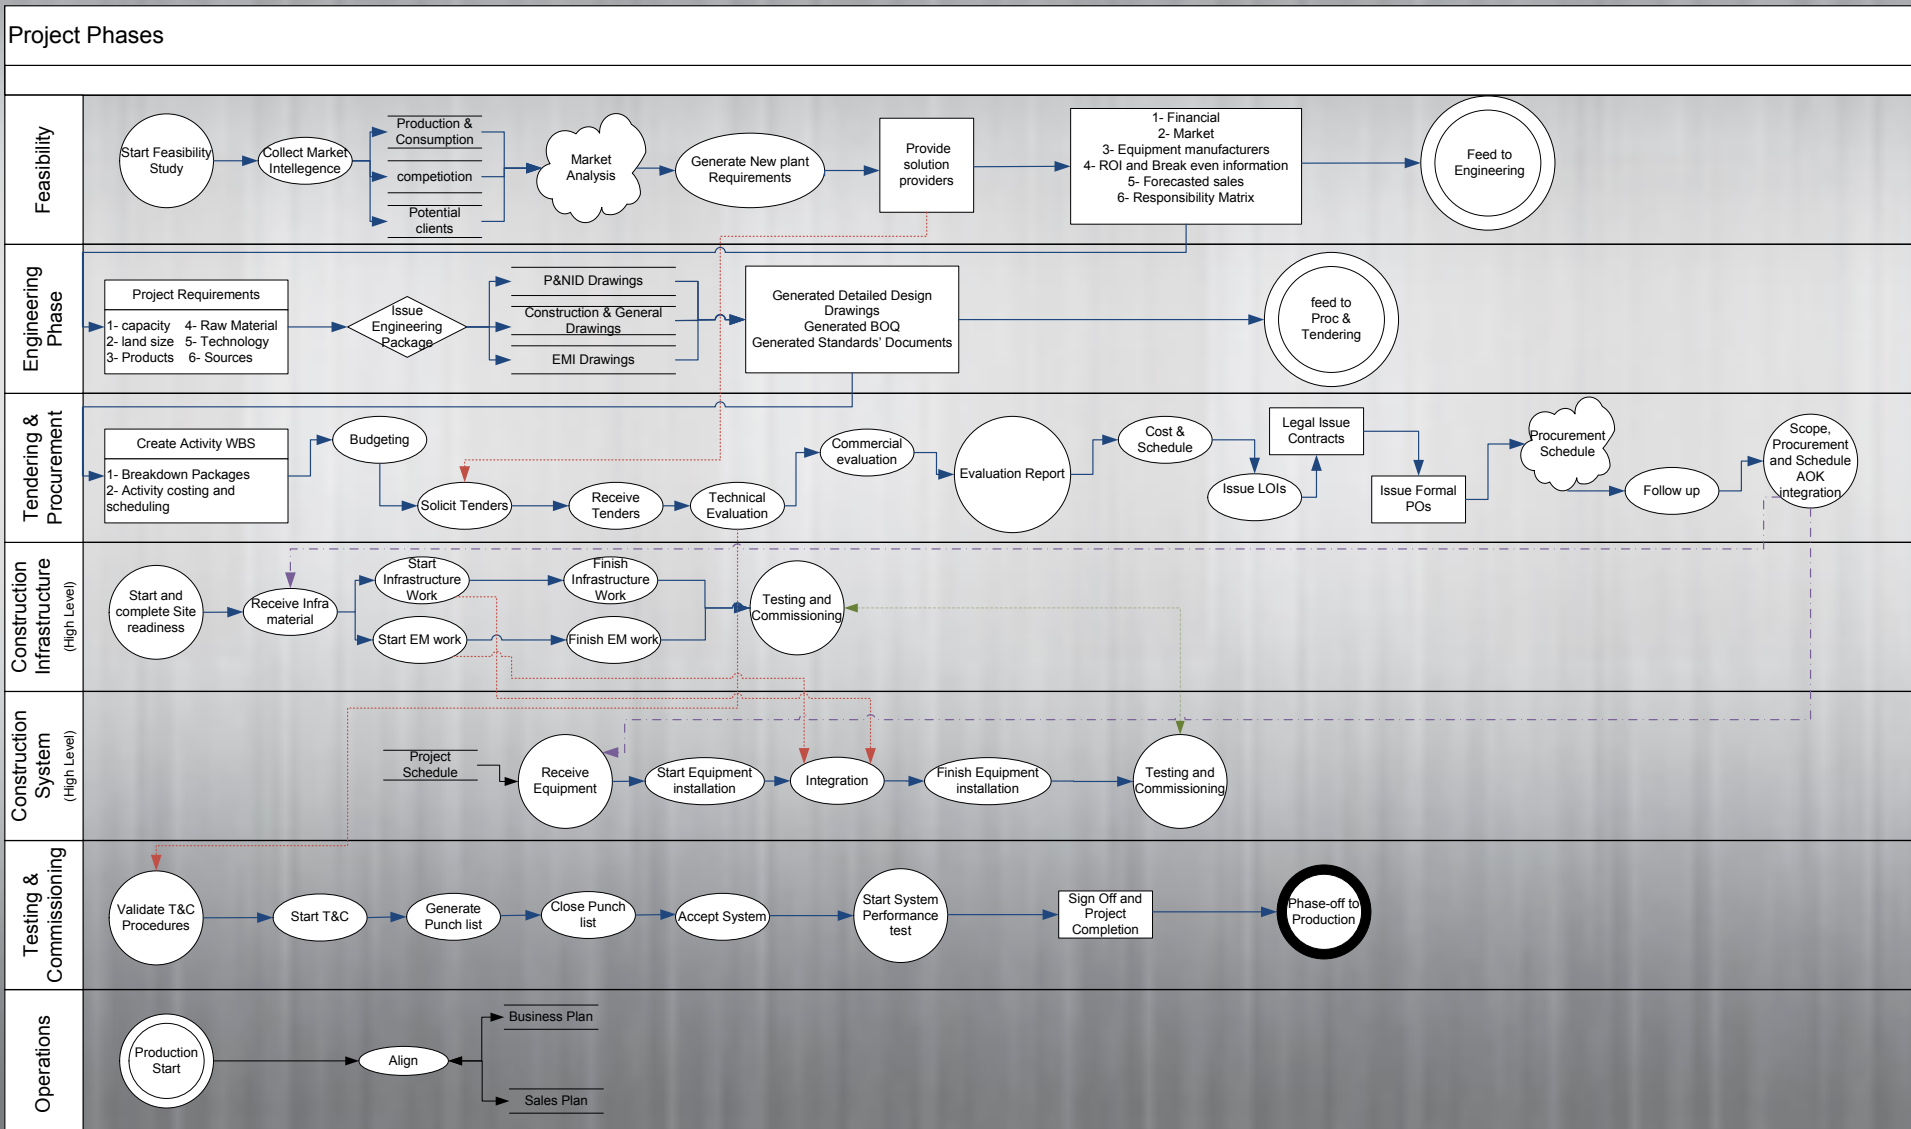 Project Phases
Feasibility
Start Feasibility
Study
Collect Market
Intellegence
Production &
Consumption
competiotion
Potential
clients
Market
Analysis
Generate New plant
Requirements
Provide
solution
providers
1- Financial
2- Market
3- Equipment manufacturers
4- ROI and Break even information
5- Forecasted sales
6- Responsibility Matrix
Feed to
Engineering
Engineering
Phase
Project Requirements
1- capacity 4- Raw Material
2- land size 5- Technology
3- Products 6- Sources
Issue
Engineering
Package
P&NID Drawings
Construction & General
Drawings
EMI Drawings
Generated Detailed Design
Drawings
Generated BOQ
Generated Standards' Documents
feed to
Proc &
Tendering
Tendering &
Procurement
Create Activity WBS
1- Breakdown Packages
2- Activity costing and
scheduling
Budgeting
Solicit Tenders
Receive
Tenders
Technical
Evaluation
Commercial
evaluation
Evaluation Report
Cost &
Schedule
Issue LOIs
Legal Issue
Contracts
Issue Formal
POs
Procurement
Schedule
Follow up
Scope,
Procurement
and Schedule
AOK
integration
Construction
Infrastructure
(High Level)
Start and
complete Site
readiness
Receive Infra
material
Start
Infrastructure
Work
Finish
Infrastructure
Work
Start EM work
Finish EM work
Testing and
Commissioning
Construction
System
(High Level)
Project
Schedule
Receive
Equipment
Start Equipment
installation
Integration
Finish Equipment
installation
Testing and
Commissioning
Testing &
Commissioning
Validate T&C
Procedures
Start T&C
Generate
Punch list
Close Punch
list
Accept System
Start System
Performance
test
Sign Off and
Project
Completion
Phase-off to
Production
Operations
Production
Start
Align
Business Plan
Sales Plan